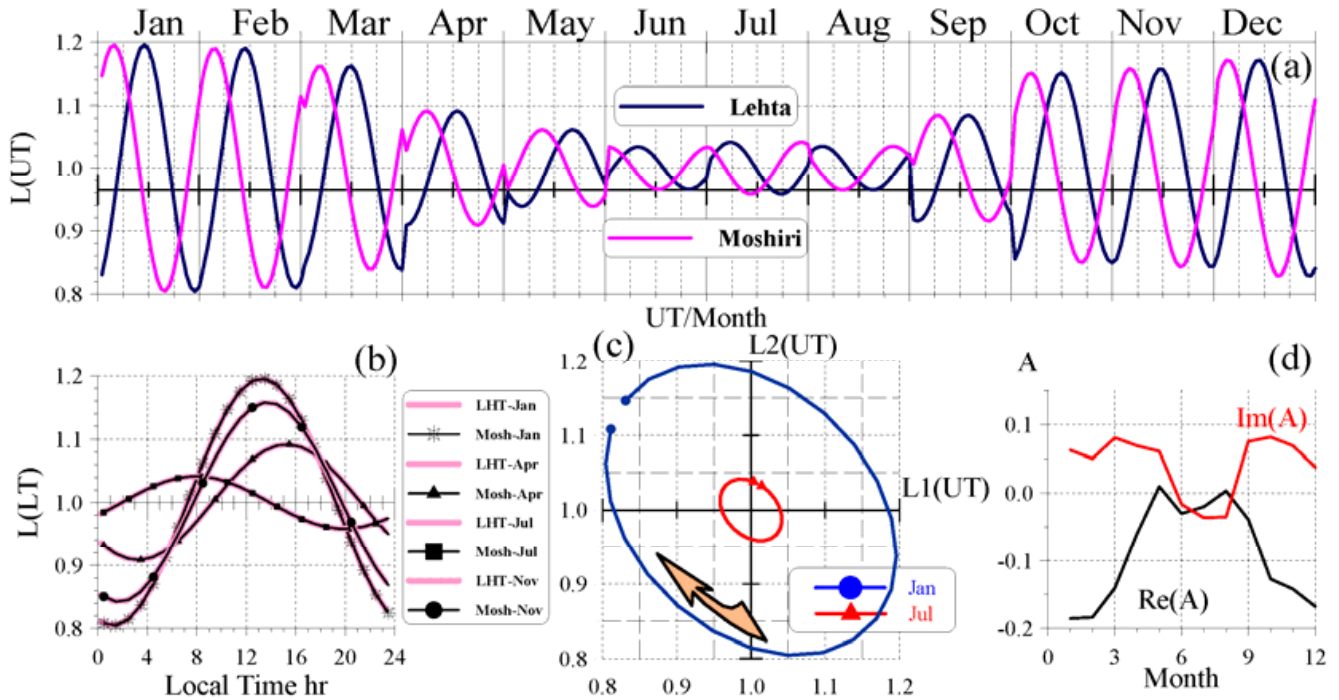 Jan Feb Mar Apr May Jun Jul Aug Sep Oct Nov Dec
1.2
(a)
1.1
Lehta
L(UT)
1.0
0.9
Moshiri
0.8
UT/Month
(b)
1.2
1.1
L(LT)
1.0
0.9
0.8
0 4 8 12 16 20 24
Local Time hr
LHT-Jan
Mosh-Jan
LHT-Apr
Mosh-Apr
LHT-Jul
Mosh-Jul
LHT-Nov
Mosh-Nov
(c)
L2(UT)
1.2
1.1
L1(UT)
1.0
0.9
Jan
Jul
0.8
0.8 0.9 1.0 1.1 1.2
A
(d)
0.1
Im(A)
0.0
-0.1
Re(A)
-0.2
0 3 6 9 12
Month